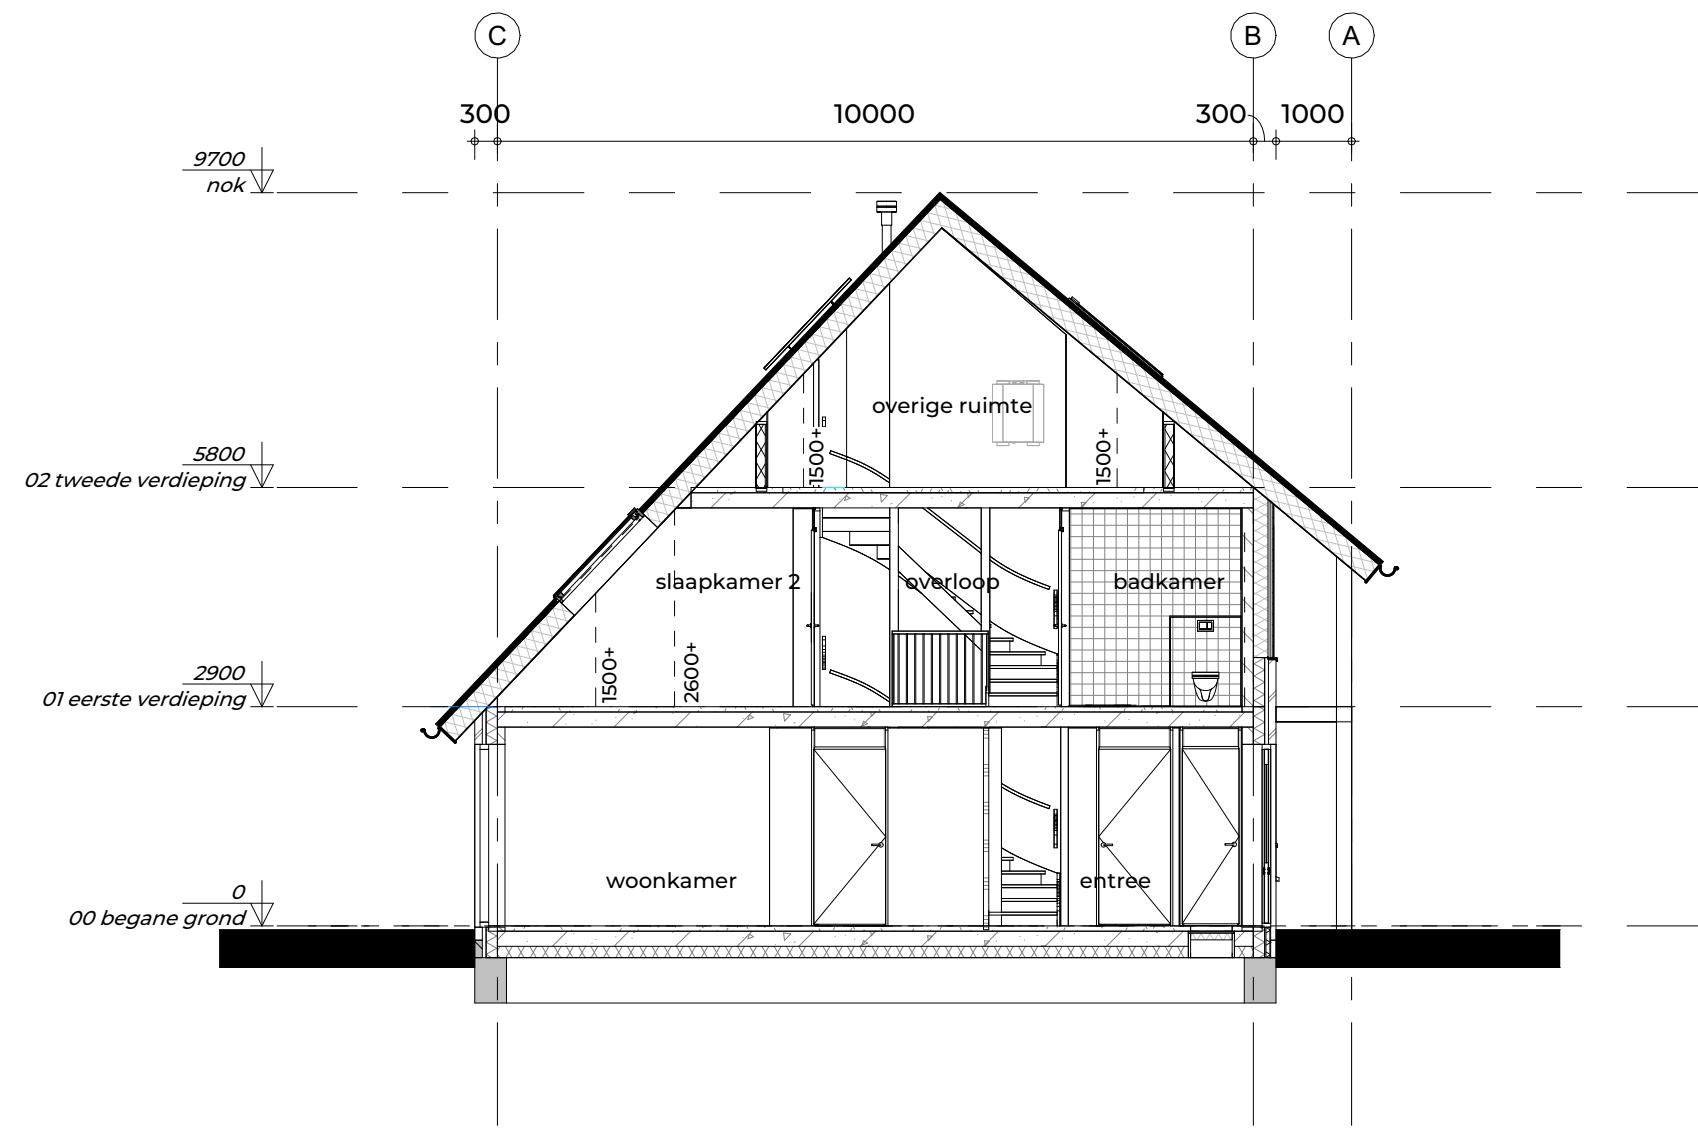 C
B
A
300
10000
300
1000
9700
nok
overige ruimte
1500+
1500+
5800
02 tweede verdieping
slaapkamer 2
overloop
badkamer
1500+
2600+
2900
01 eerste verdieping
woonkamer
entree
0
00 begane grond